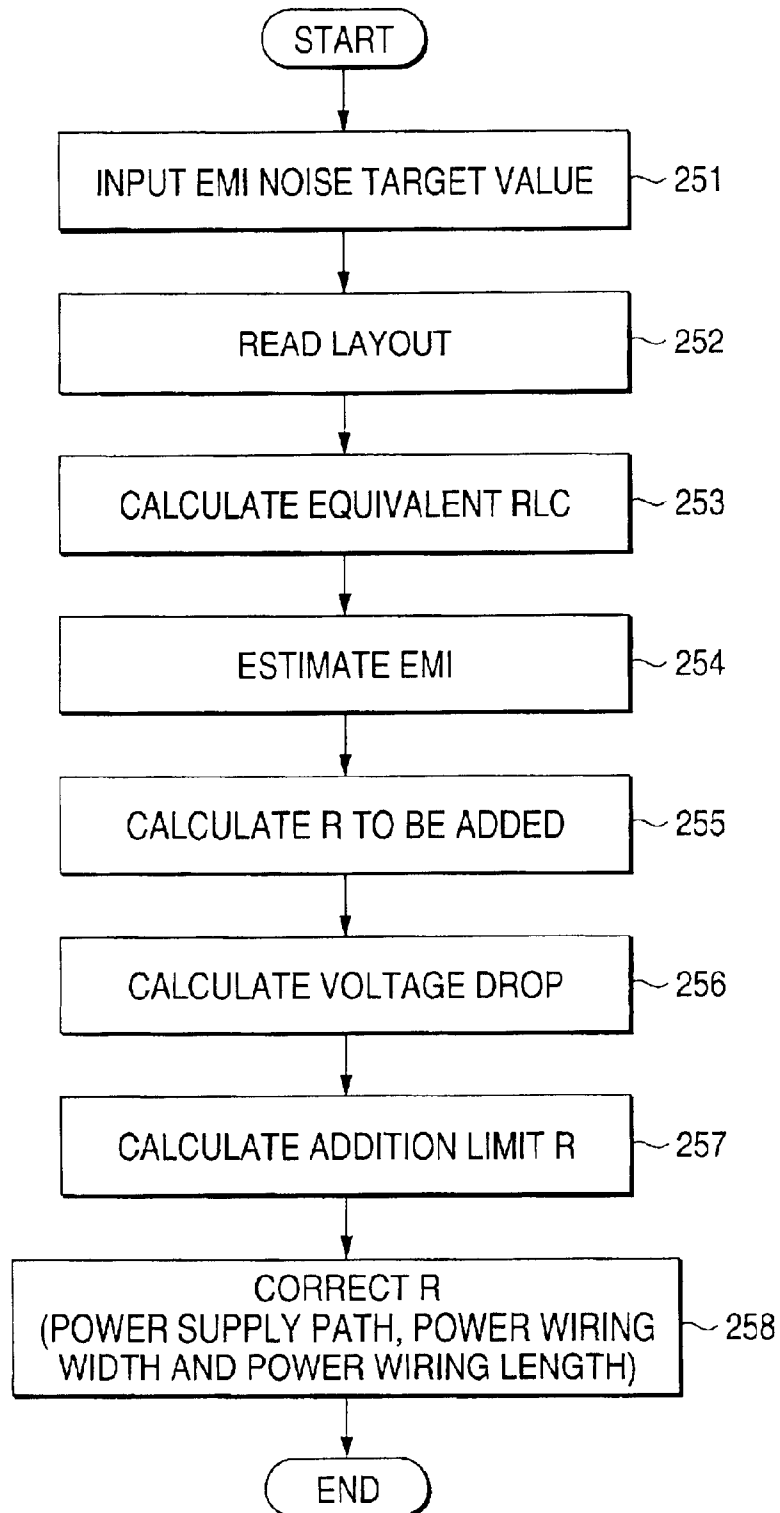 START
INPUT EMI NOISE TARGET VALUE
251
READ LAYOUT
252
CALCULATE EQUIVALENT RLC
253
ESTIMATE EMI
254
CALCULATE R TO BE ADDED
255
CALCULATE VOLTAGE DROP
256
CALCULATE ADDITION LIMIT R
257
CORRECT R
(POWER SUPPLY PATH, POWER WIRING
WIDTH AND POWER WIRING LENGTH)
258
END